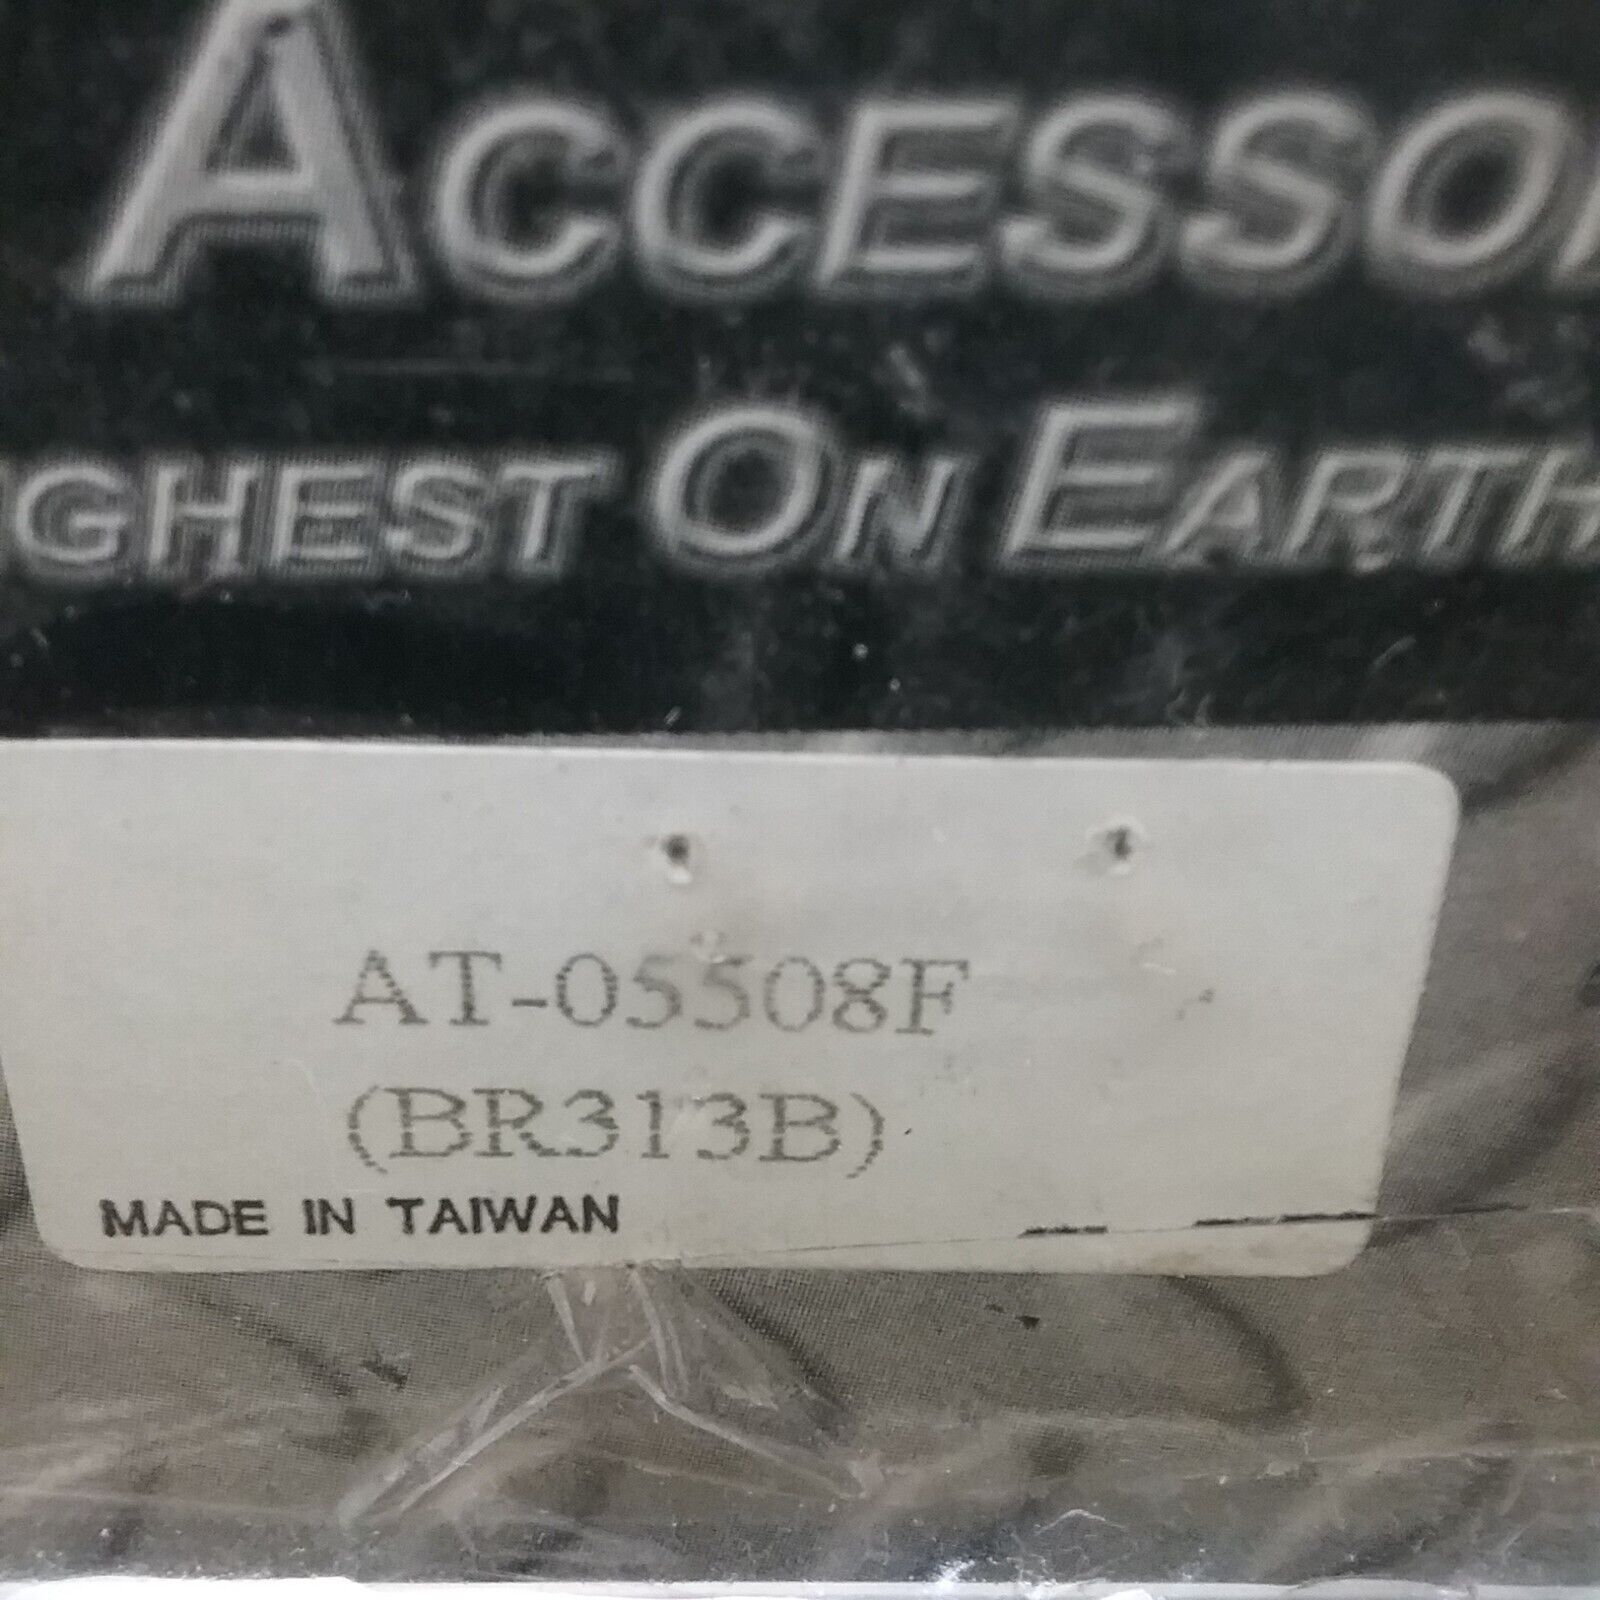 ACCESSO
GHEST ON EARTH
AT-05508F
(BR313B)
MADE IN TAIWAN